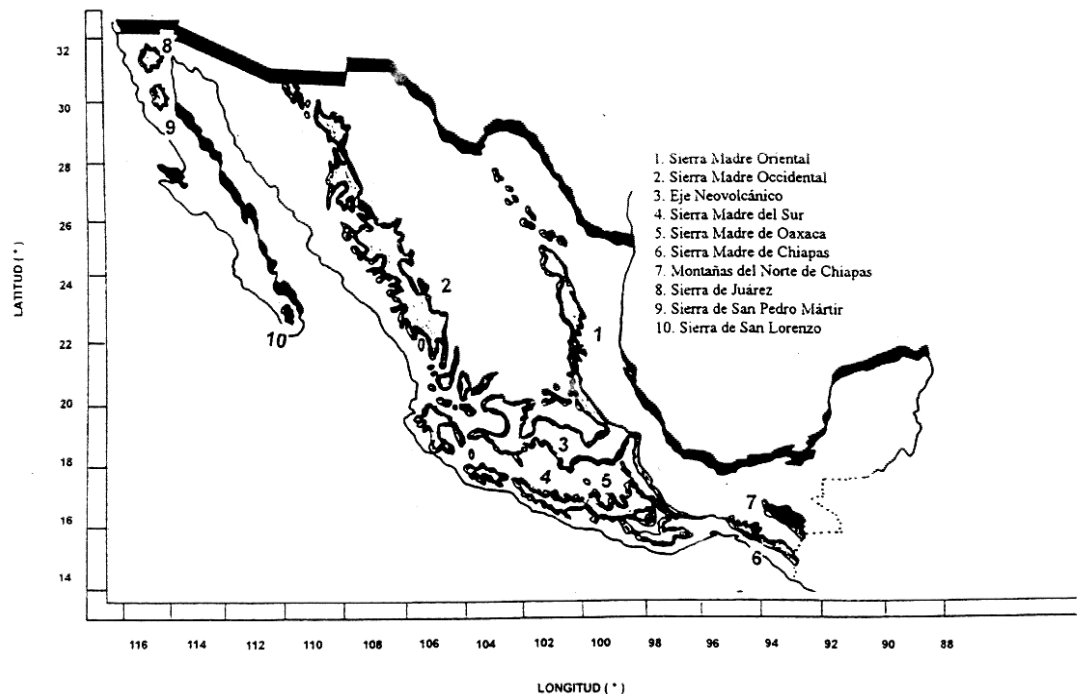 32
30
28
26
24
22
20
18
16
14
LATITUD ( ° )
8
9
10
2
1
3
4
5
7
6
1. Sierra Madre Oriental
2. Sierra Madre Occidental
3. Eje Neovolcánico
4. Sierra Madre del Sur
5. Sierra Madre de Oaxaca
6. Sierra Madre de Chiapas
7. Montañas del Norte de Chiapas
8. Sierra de Juárez
9. Sierra de San Pedro Mártir
10. Sierra de San Lorenzo
116 114 110 108 106 104 102 100 98 96 94 92 90 88
LONGITUD ( ° )